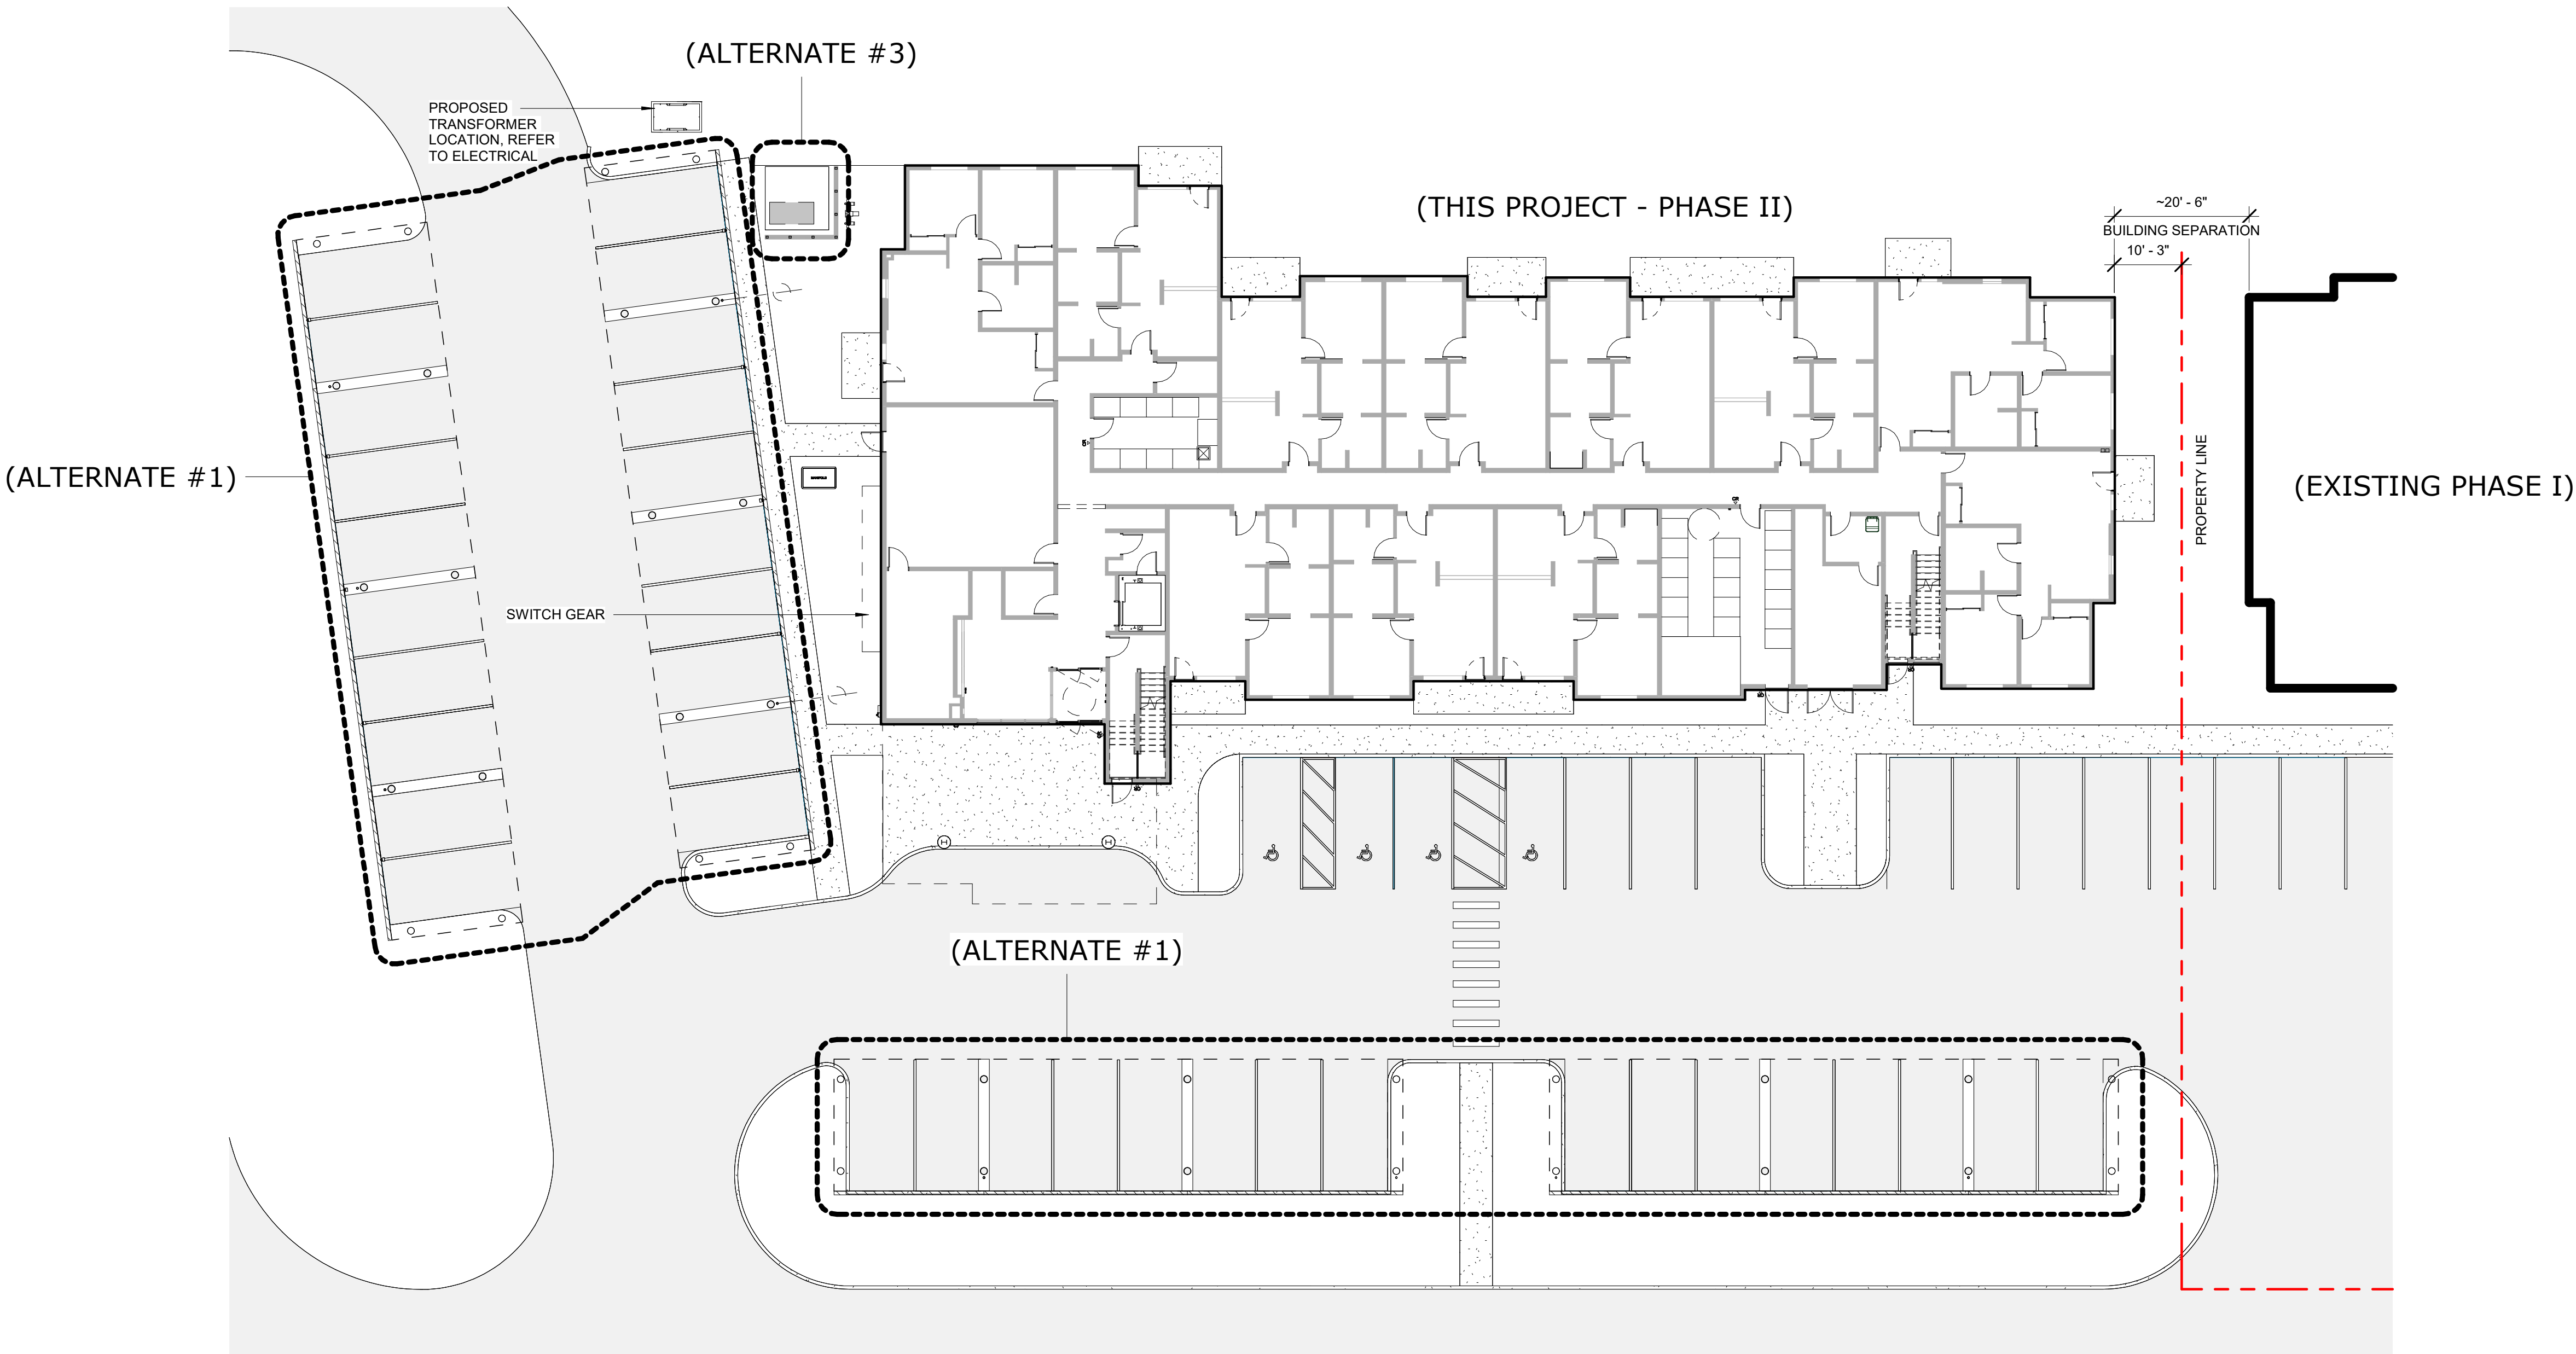 (ALTERNATE #3)
PROPOSED
TRANSFORMER
LOCATION, REFER
TO ELECTRICAL
(THIS PROJECT - PHASE II)
~20' - 6"
BUILDING SEPARATION
10' - 3"
(ALTERNATE #1)
PROPERTY LINE
(EXISTING PHASE I)
SWITCH GEAR
H
H
(ALTERNATE #1)